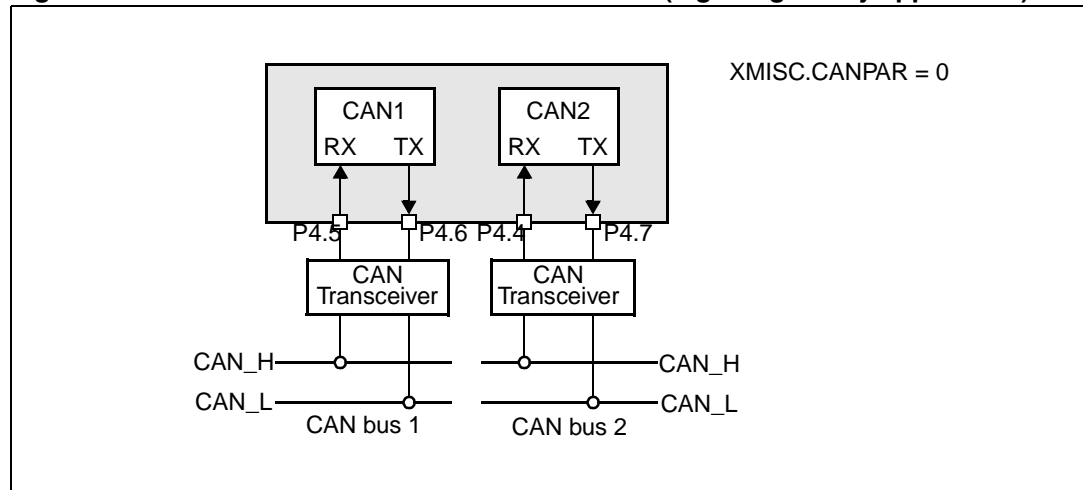 XMISC.CANPAR = 0
CAN1
CAN2
RX TX
RX TX
P4.5 P4.6 P4.4 P4.7
CAN
Transceiver
CAN
Transceiver
CAN_H
CAN_H
CAN_L
CAN_L
CAN bus 1
CAN bus 2